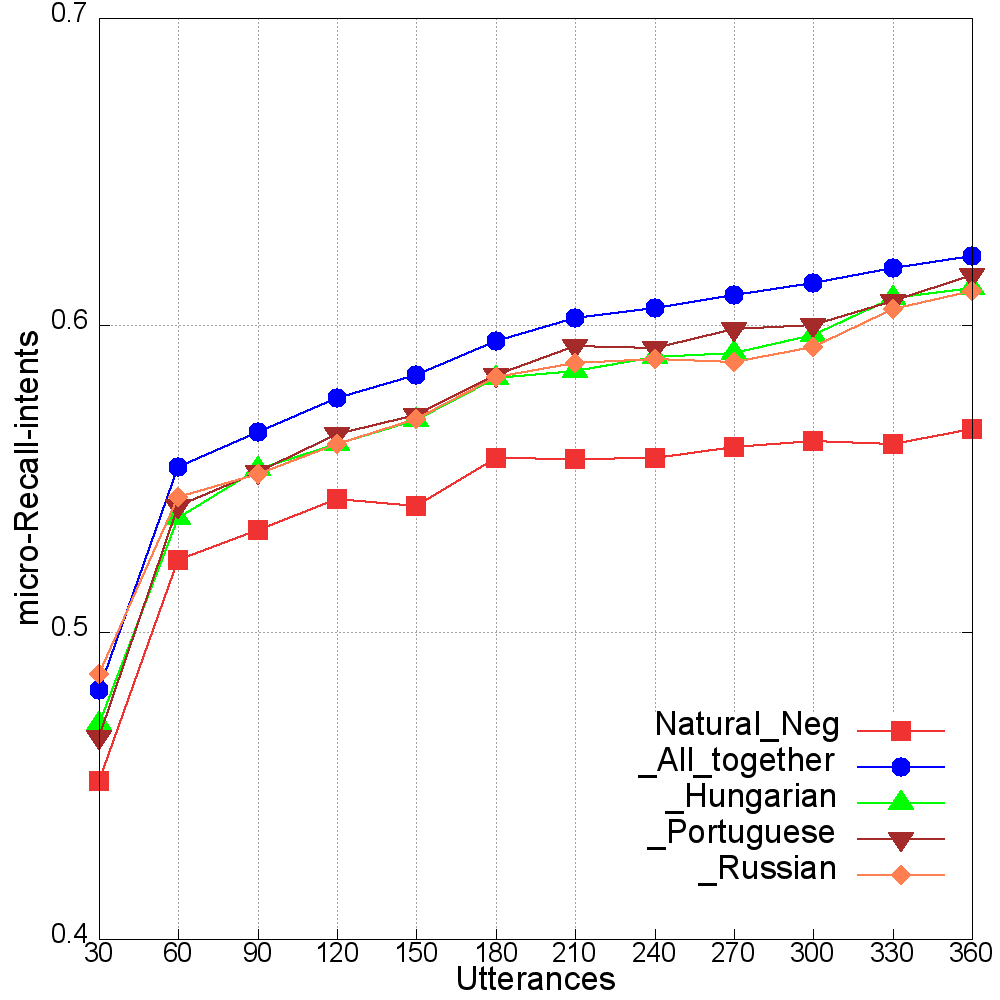 0.7
0.6
0.5
0.4
micro-Recall-intents
30 60 90 120 150 180 210 240 270 300 330 360
Utterances
Natural_Neg
_All_together
_Hungarian
_Portuguese
_Russian